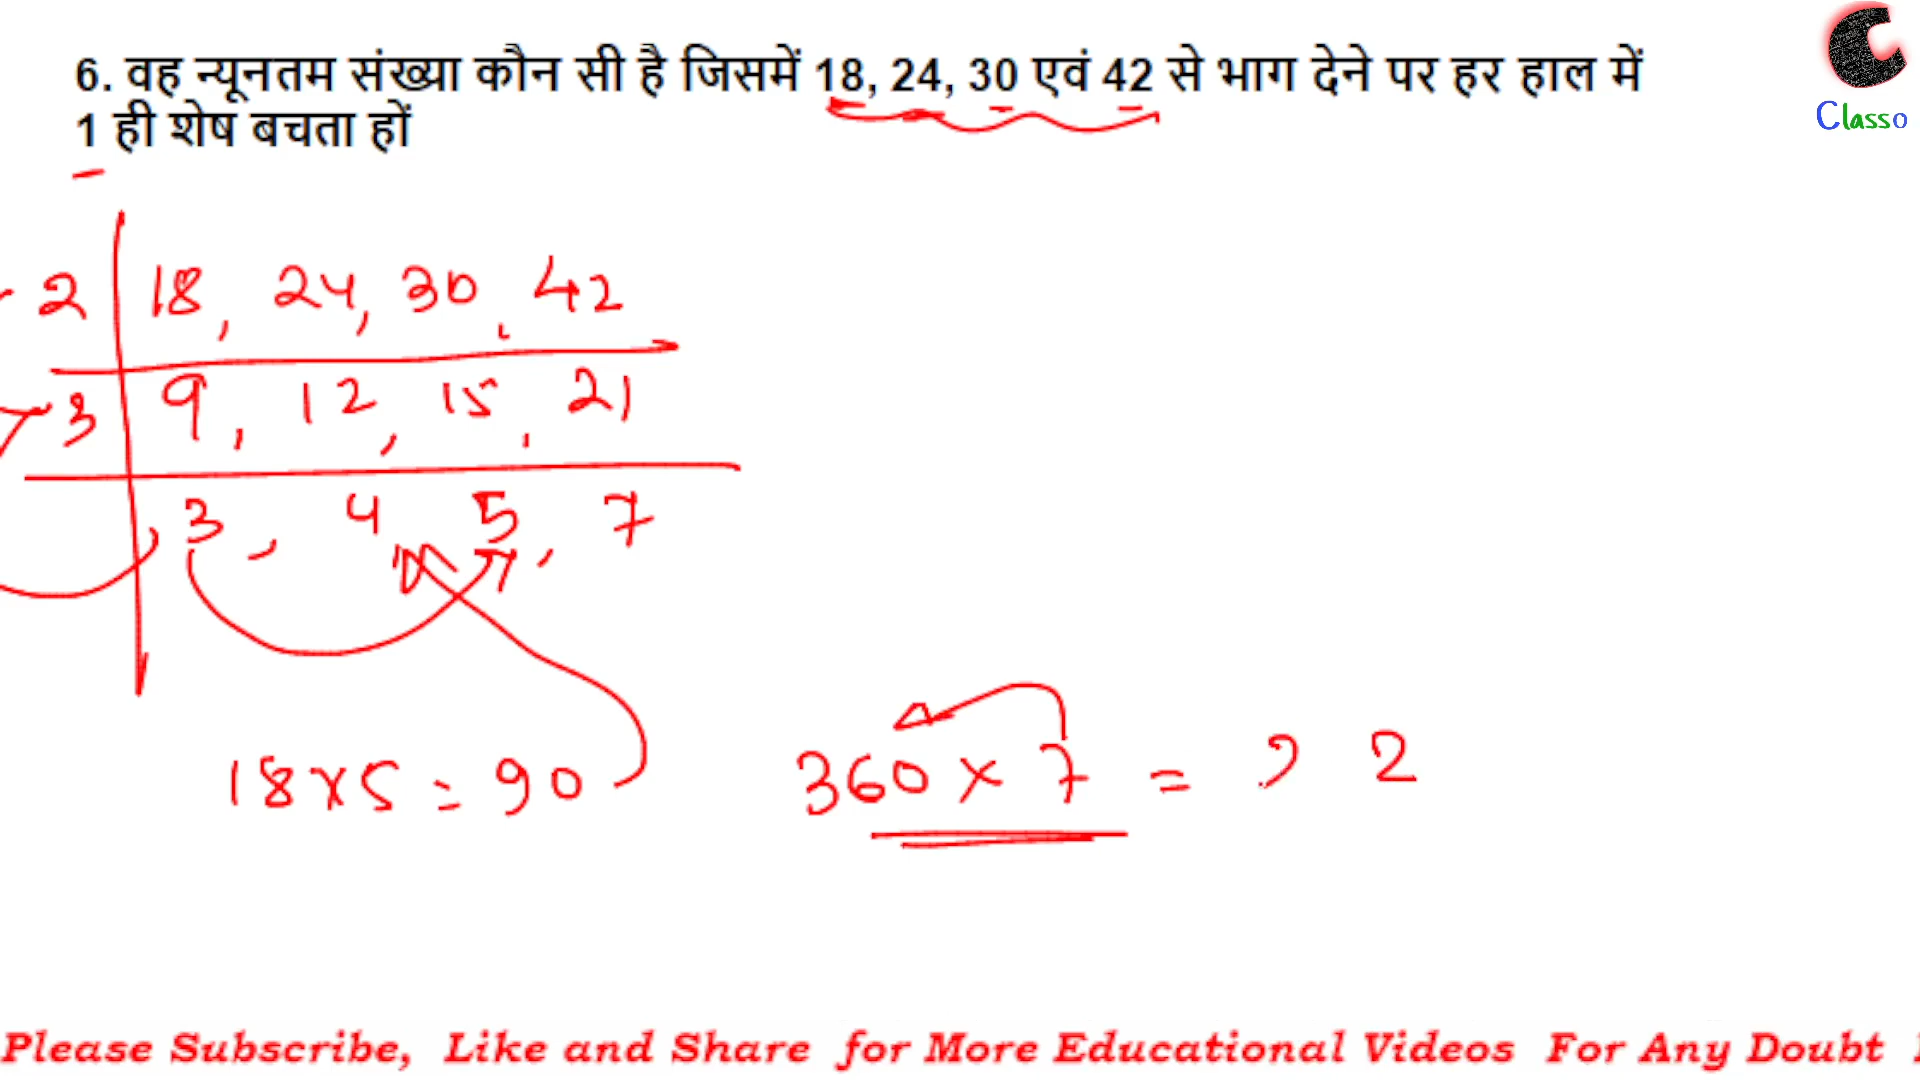 6. वह न्यूनतम संख्या कौन सी है जिसमें 18, 24, 30 एवं 42 से भाग देने पर हर हाल में
1 ही शेष बचता हों
Classo
2 18, 24, 30, 42
3 9, 12, 15, 21
3, 4 5, 7
18x5=90
360x7= 2
Please Subscribe, Like and Share for More Educational Videos For Any Doubt